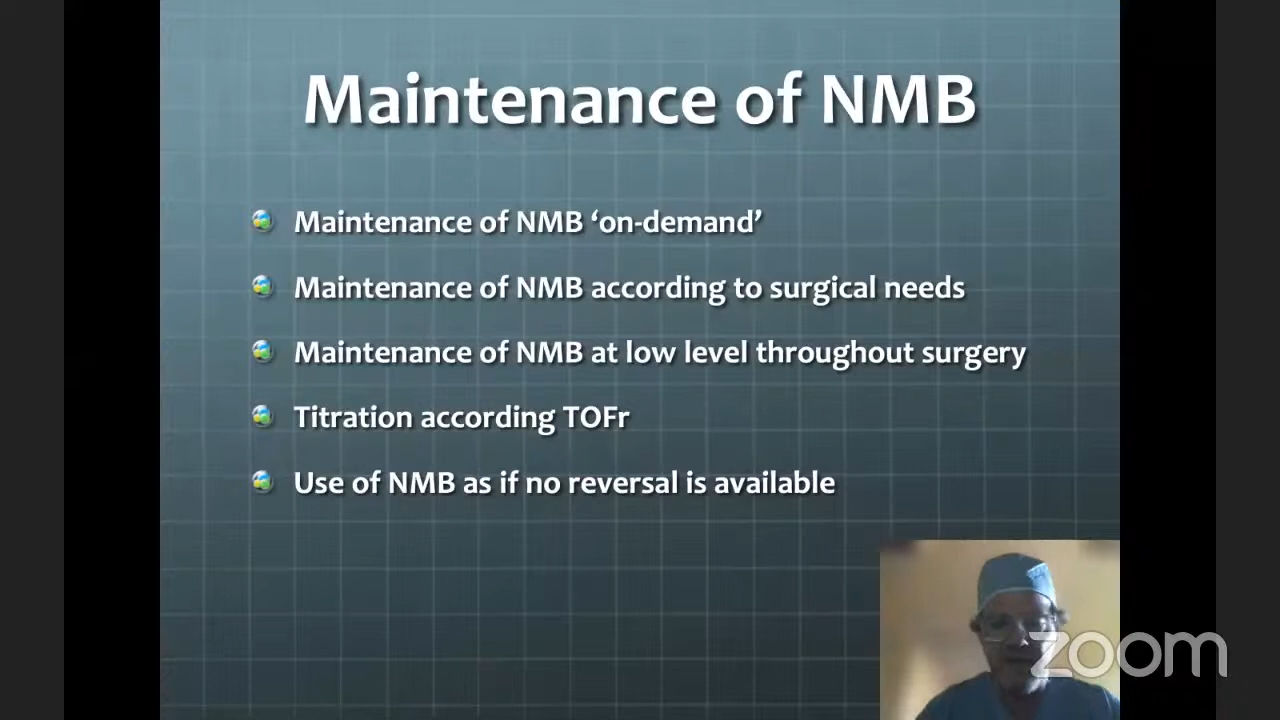 Maintenance of NMB
Maintenance of NMB ‘on-demand’
Maintenance of NMB according to surgical needs
Maintenance of NMB at low level throughout surgery
Titration according TOFr
Use of NMB as if no reversal is available
zoom